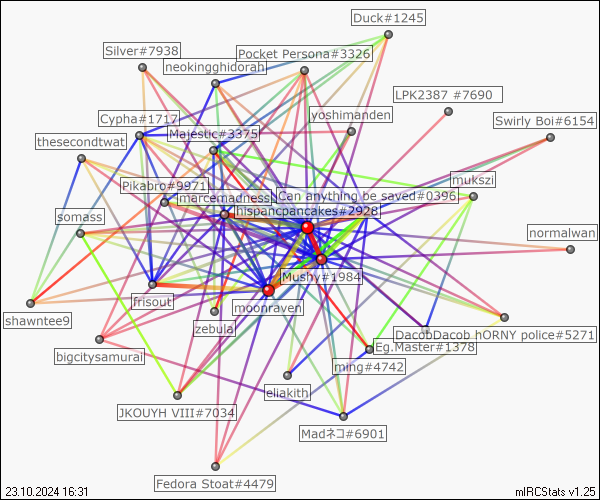 Duck#1245
Silver#7938
Pocket Persona#3326
neokingghidorah
LPK2387 #7690
yoshimanden
Cypha#1717
Swirly Boi#6154
Majestic#3375
thesecondtwat
mukszi
Pikabro#9971
marcemadness
Can anything be saved#0396
hispancpancakes#2928
somass
normalwan
Mushy#1984
frisout
moonraven
shawntee9
zebula
DacobDacob
hORNY police#5271
Eg.Master#1378
bigcitysamurai
ming#4742
eliakith
JKOUYH VIII#7034
Madネコ#6901
Fedora Stoat#4479
23.10.2024 16:31
mIRCStats v1.25